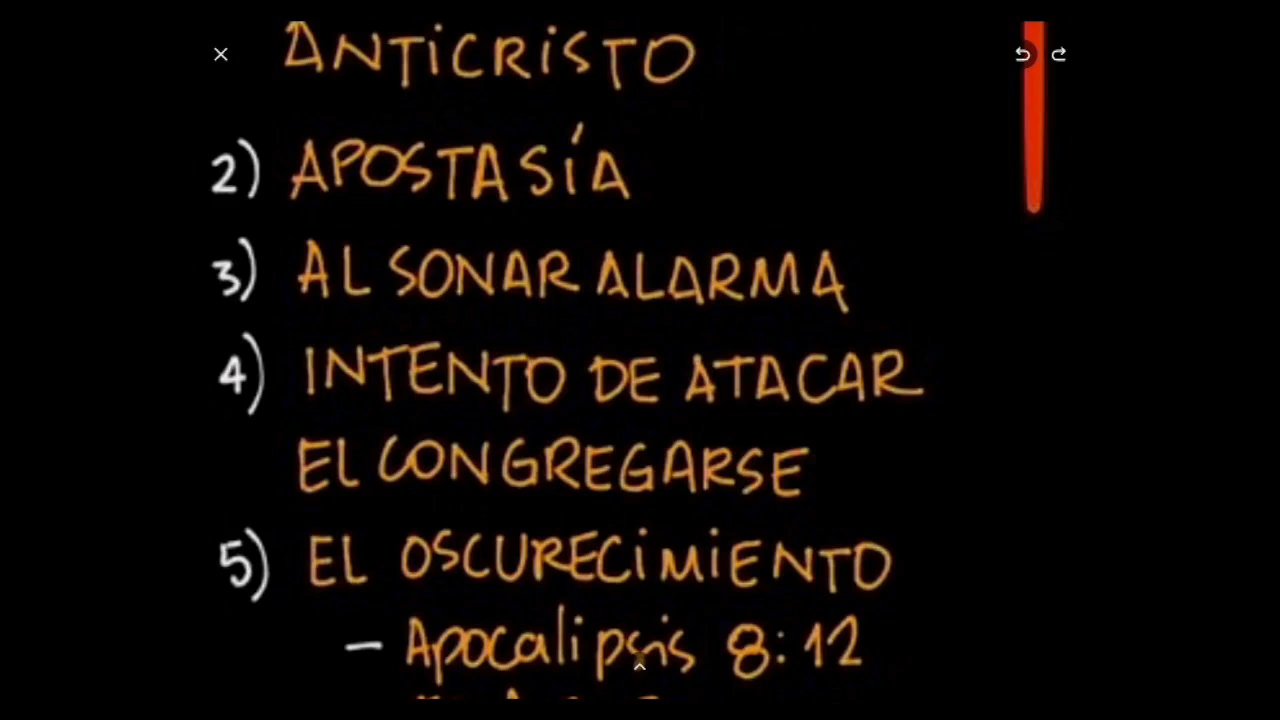 ANTICRISTO
2) APOSTASÍA
3) AL SONAR ALARMA
4) INTENTO DE ATACAR
EL CONGREGARSE
5) EL OSCURECIMIENTO
- Apocalipsis 8:12